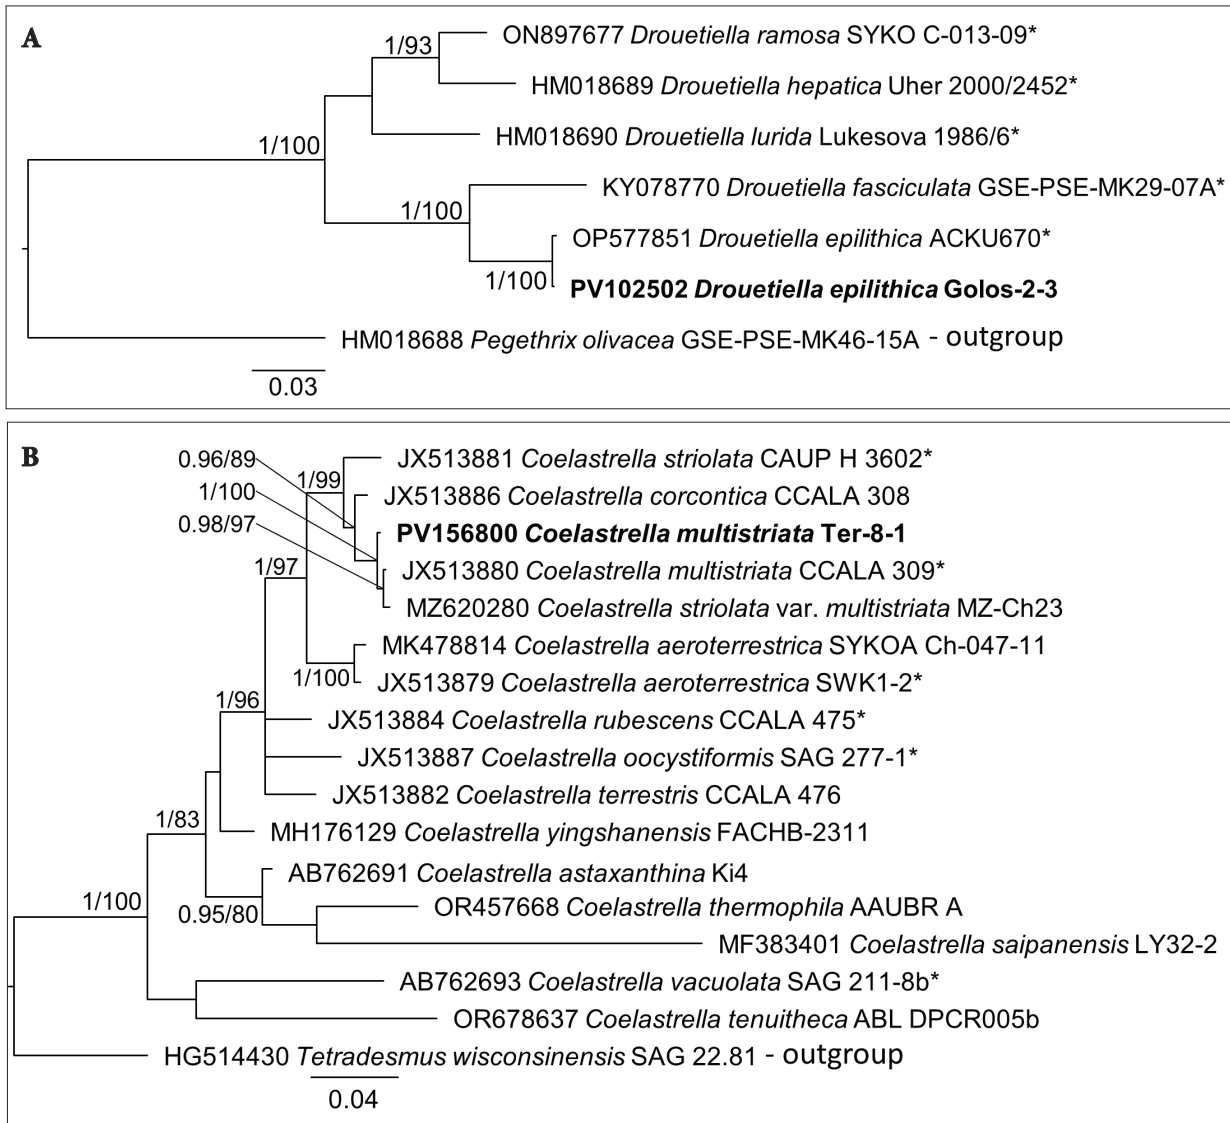 A
ON897677 Drouetiella ramosa SYKO C-013-09*
1/93
HM018689 Drouetiella hepatica Uher 2000/2452*
HM018690 Drouetiella lurida Lukesova 1986/6*
1/100
KY078770 Drouetiella fasciculata GSE-PSE-MK29-07A*
1/100
OP577851 Drouetiella epilithica ACKU670*
1/100
PV102502 Drouetiella epilithica Golos-2-3
HM018688 Pegethrix olivacea GSE-PSE-MK46-15A - outgroup
0.03
B
0.96/89
JX513881 Coelastrella striolata CAUP H 3602*
1/99
1/100
JX513886 Coelastrella corcontica CCALA 308
0.98/97
PV156800 Coelastrella multistriata Ter-8-1
1/97
JX513880 Coelastrella multistriata CCALA 309*
MZ620280 Coelastrella striolata var. multistriata MZ-Ch23
MK478814 Coelastrella aeroterrestrica SYKOA Ch-047-11
1/100
JX513879 Coelastrella aeroterrestrica SWK1-2*
1/96
JX513884 Coelastrella rubescens CCALA 475*
JX513887 Coelastrella oocystiformis SAG 277-1*
JX513882 Coelastrella terrestris CCALA 476
1/83
MH176129 Coelastrella yingshanensis FACHB-2311
AB762691 Coelastrella astaxanthina Ki4
1/100
0.95/80
OR457668 Coelastrella thermophila AAUBR A
MF383401 Coelastrella saipanensis LY32-2
AB762693 Coelastrella vacuolata SAG 211-8b*
OR678637 Coelastrella tenuitheca ABL DPCR005b
HG514430 Tetradesmus wisconsinensis SAG 22.81 - outgroup
0.04